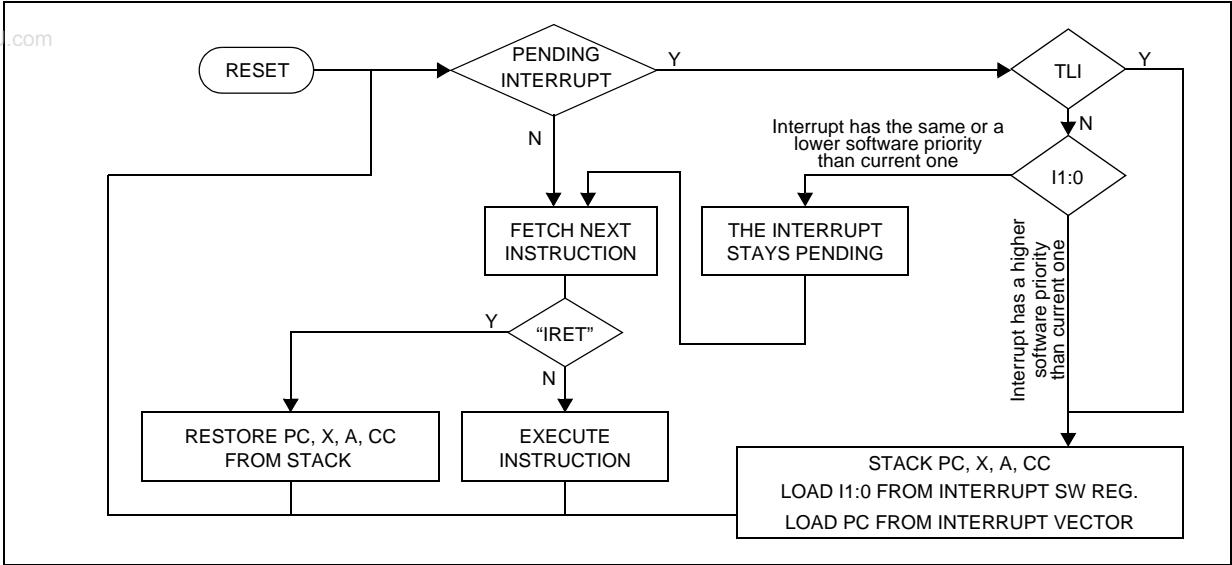 .com
RESET
PENDING
INTERRUPT
Y
TLI
Y
N
N
Interrupt has the same or a
lower software priority
than current one
I1:0
FETCH NEXT
INSTRUCTION
THE INTERRUPT
STAYS PENDING
Interrupt has a higher
software priority
than current one
Y
“IRET”
N
RESTORE PC, X, A, CC
FROM STACK
EXECUTE
INSTRUCTION
STACK PC, X, A, CC
LOAD I1:0 FROM INTERRUPT SW REG.
LOAD PC FROM INTERRUPT VECTOR